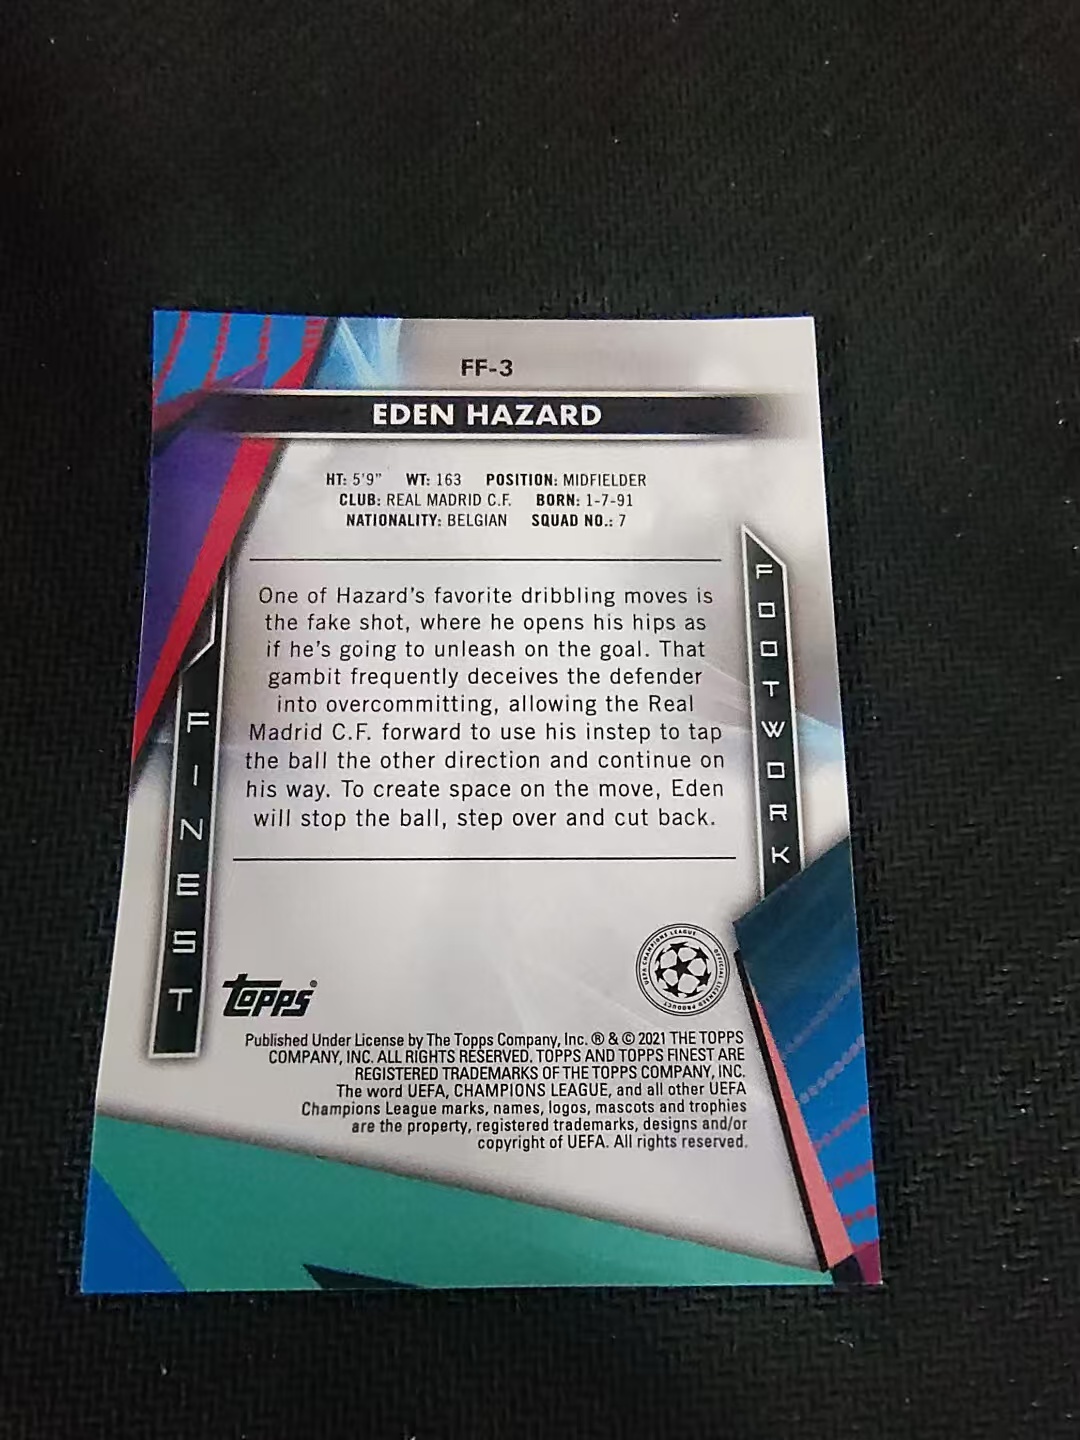 FF-3
EDEN HAZARD
HT: 5'9" WT: 163 POSITION: MIDFIELDER
CLUB: REAL MADRID C.F. BORN: 1-7-91
NATIONALITY: BELGIAN SQUAD NO.: 7
One of Hazard's favorite dribbling moves is
the fake shot, where he opens his hips as
if he's going to unleash on the goal. That
gambit frequently deceives the defender
into overcommitting, allowing the Real
Madrid C.F. forward to use his instep to tap
the ball the other direction and continue on
his way. To create space on the move, Eden
will stop the ball, step over and cut back.
FINEST
FOOTWORK
Topps®
UEFA CHAMPIONS LEAGUE OFFICIAL LICENSED PRODUCT
Published Under License by The Topps Company, Inc. ® & © 2021 THE TOPPS
COMPANY, INC. ALL RIGHTS RESERVED. TOPPS AND TOPPS FINEST ARE
REGISTERED TRADEMARKS OF THE TOPPS COMPANY, INC.
The word UEFA, CHAMPIONS LEAGUE, and all other UEFA
Champions League marks, names, logos, mascots and trophies
are the property, registered trademarks, designs and/or
copyright of UEFA. All rights reserved.